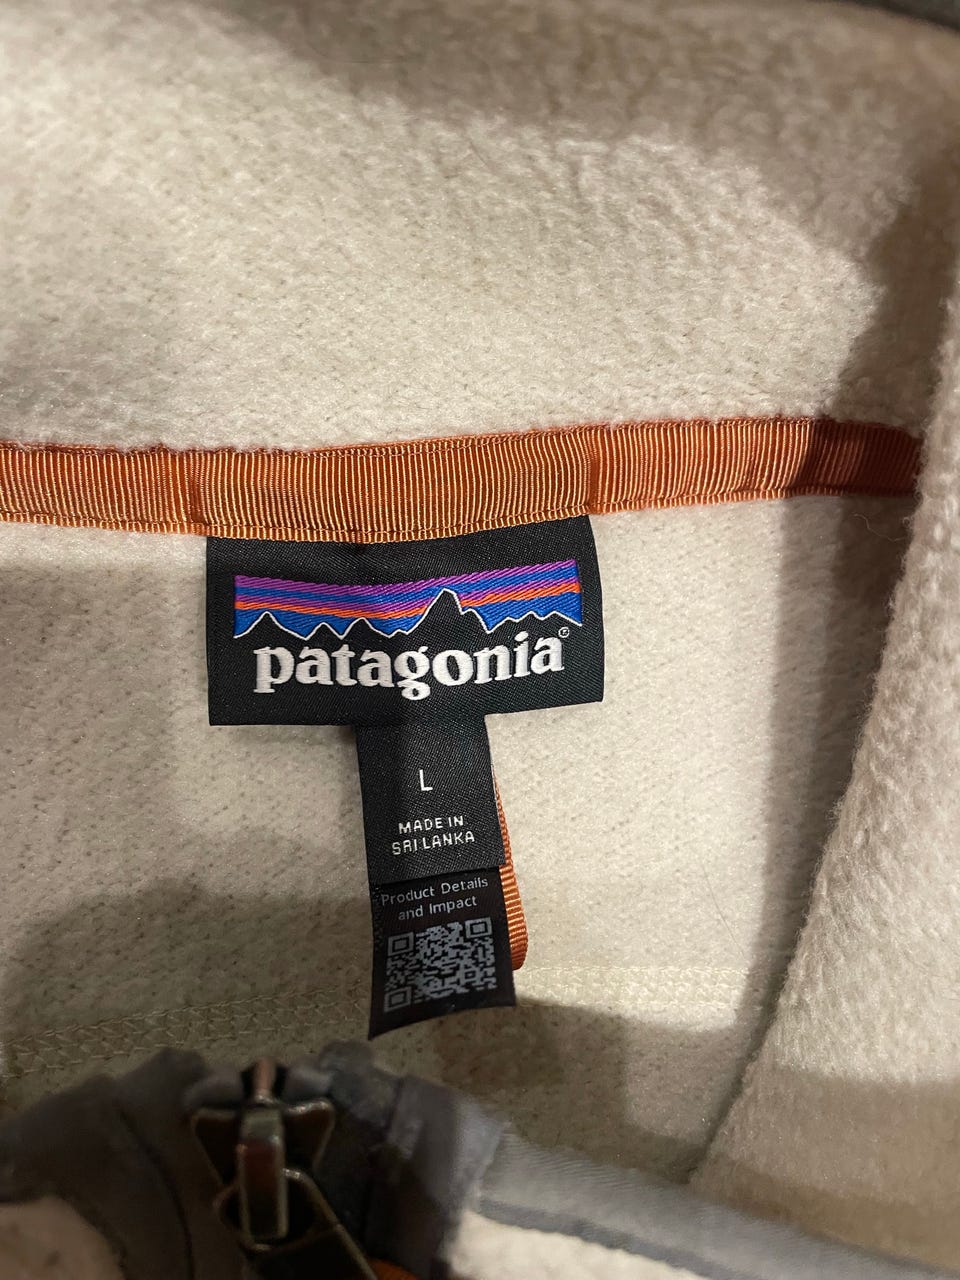 patagonia®
L
MADE IN
SRI LANKA
Product Details
and Impact